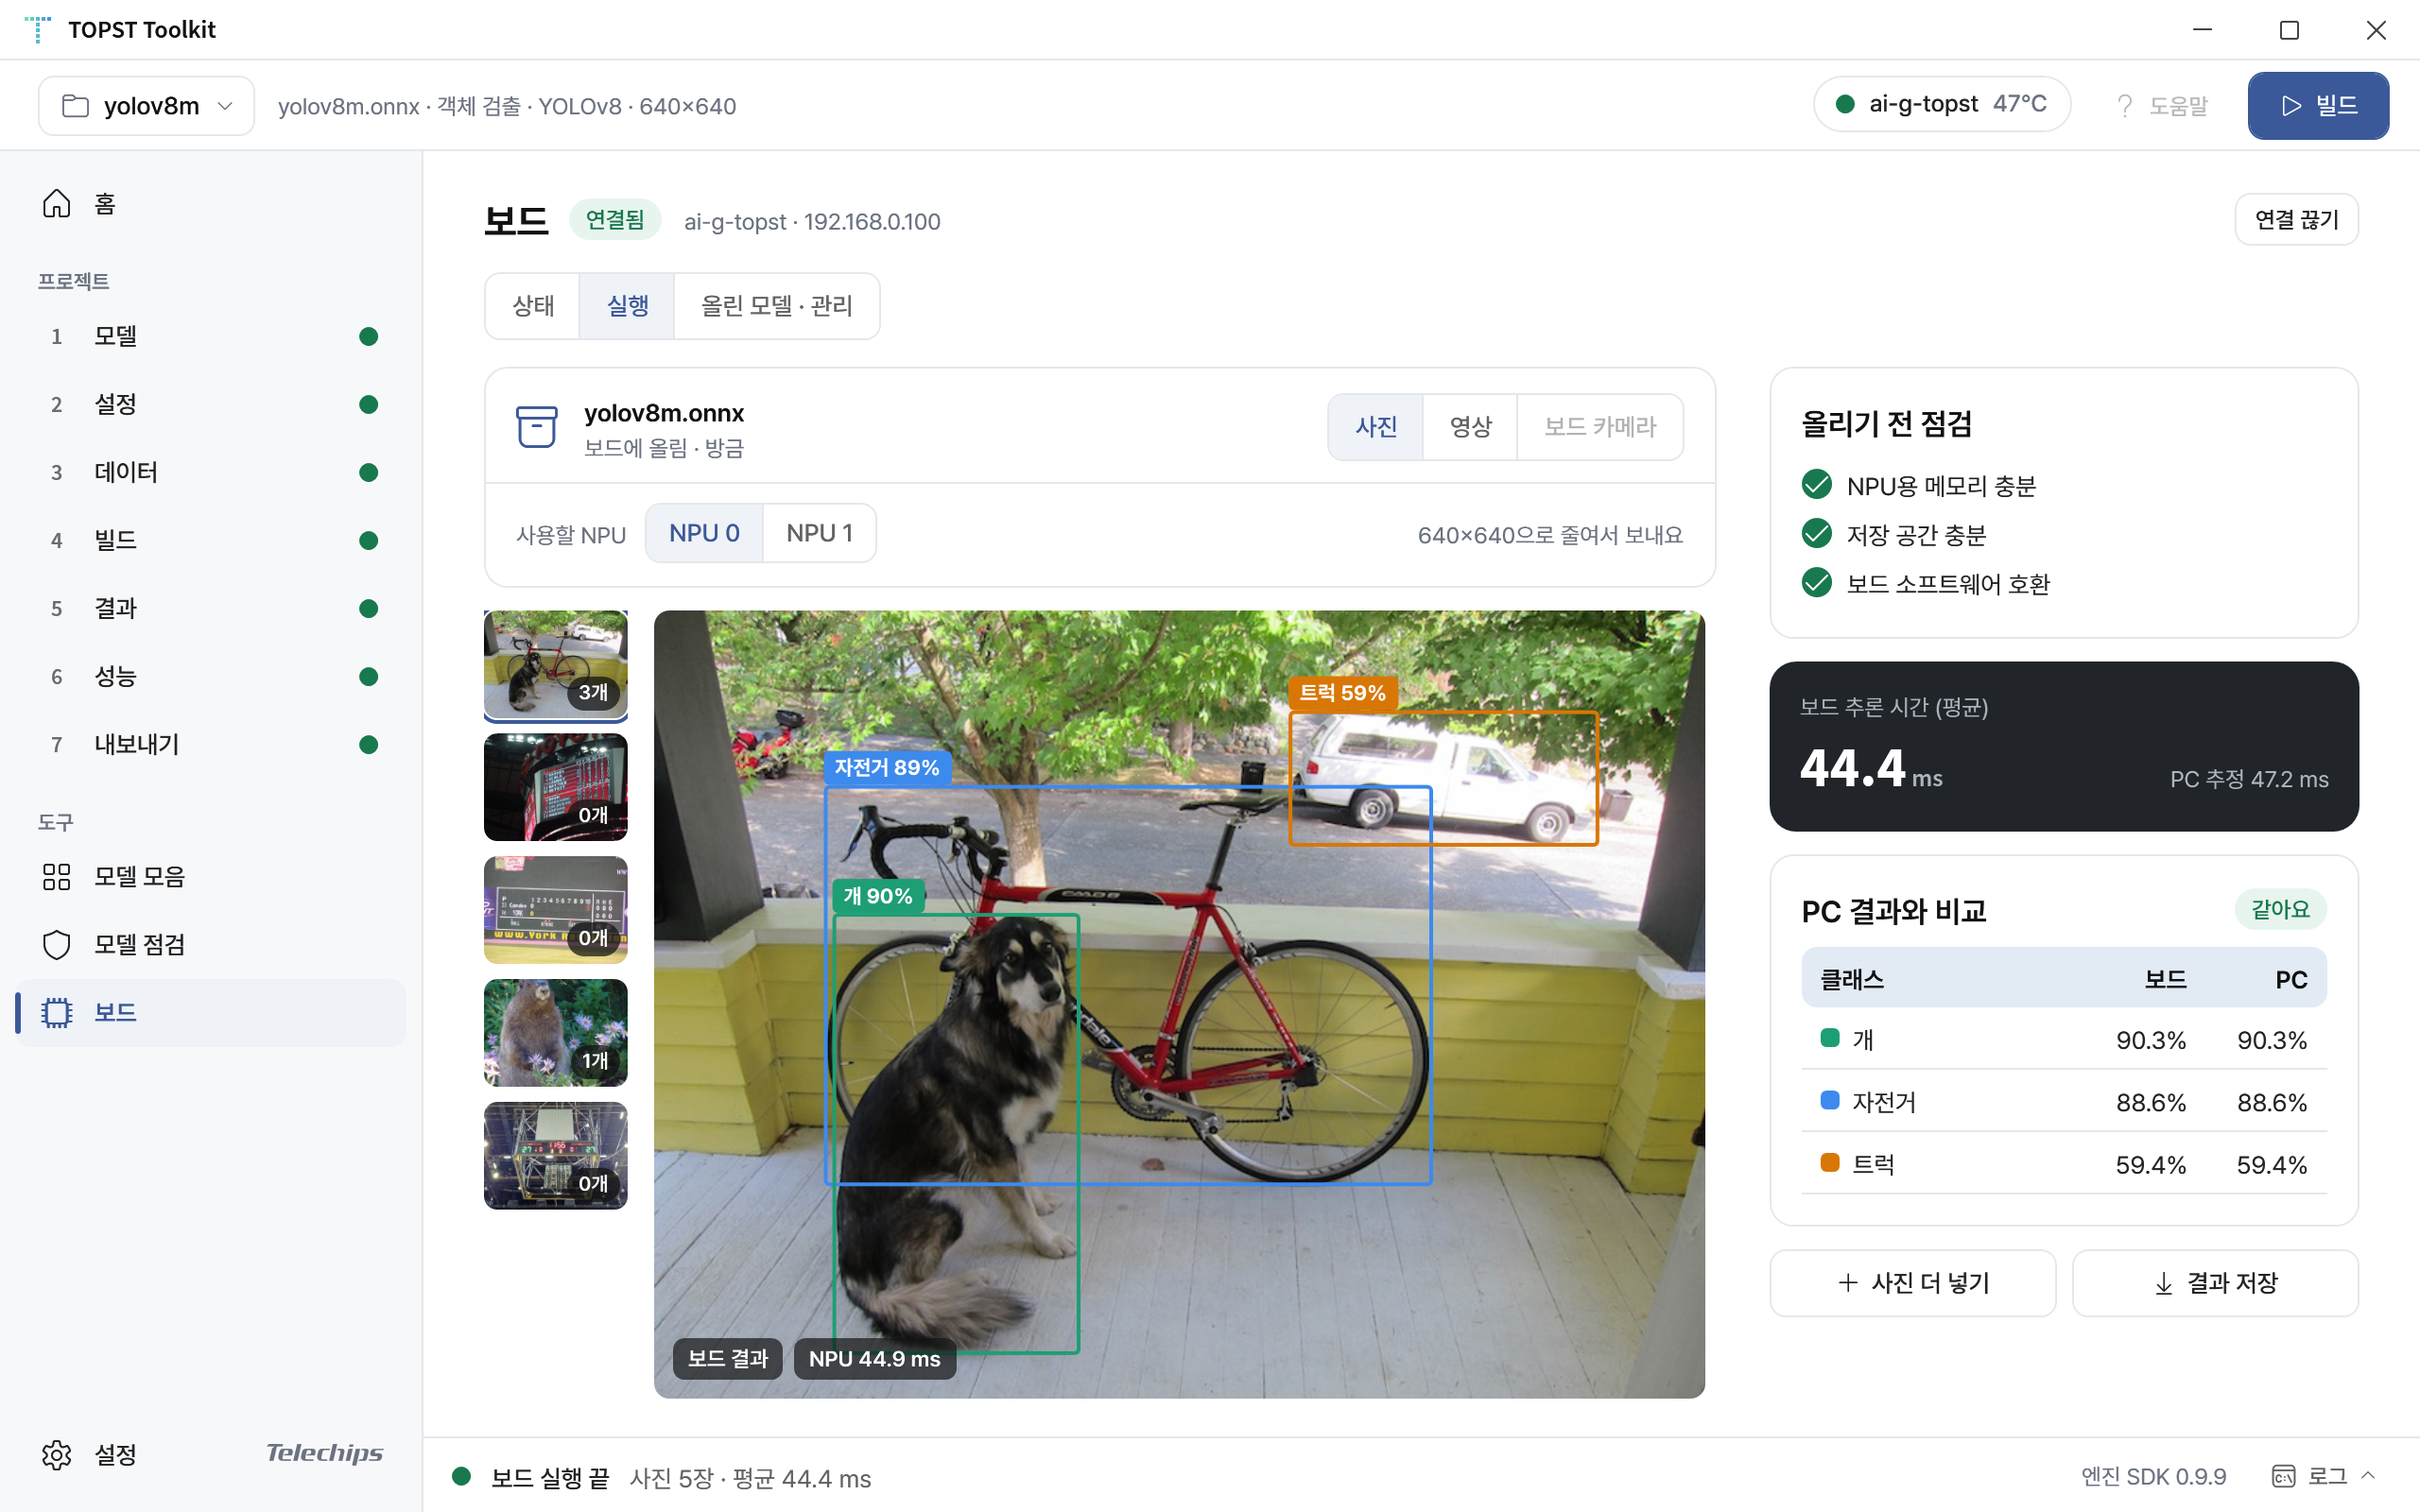 TOPST Toolkit
yolov8m
yolov8m.onnx · 객체 검출 · YOLOv8 · 640×640
ai-g-topst 47°C
? 도움말
빌드
홈
프로젝트
1 모델
2 설정
3 데이터
4 빌드
5 결과
6 성능
7 내보내기
도구
모델 모음
모델 점검
보드
설정
Telechips
보드 연결됨 ai-g-topst · 192.168.0.100
연결 끊기
상태 실행 올린 모델 · 관리
yolov8m.onnx
보드에 올림 · 방금
사진 영상 보드 카메라
사용할 NPU NPU 0 NPU 1
640×640으로 줄여서 보내요
3개
0개
0개
1개
0개
트럭 59%
자전거 89%
개 90%
CMDS
dale
www.York
보드 결과 NPU 44.9 ms
올리기 전 점검
NPU용 메모리 충분
저장 공간 충분
보드 소프트웨어 호환
보드 추론 시간 (평균)
44.4 ms
PC 추정 47.2 ms
PC 결과와 비교 같아요
클래스 보드 PC
개 90.3% 90.3%
자전거 88.6% 88.6%
트럭 59.4% 59.4%
사진 더 넣기
결과 저장
보드 실행 끝 사진 5장 · 평균 44.4 ms
엔진 SDK 0.9.9
로그